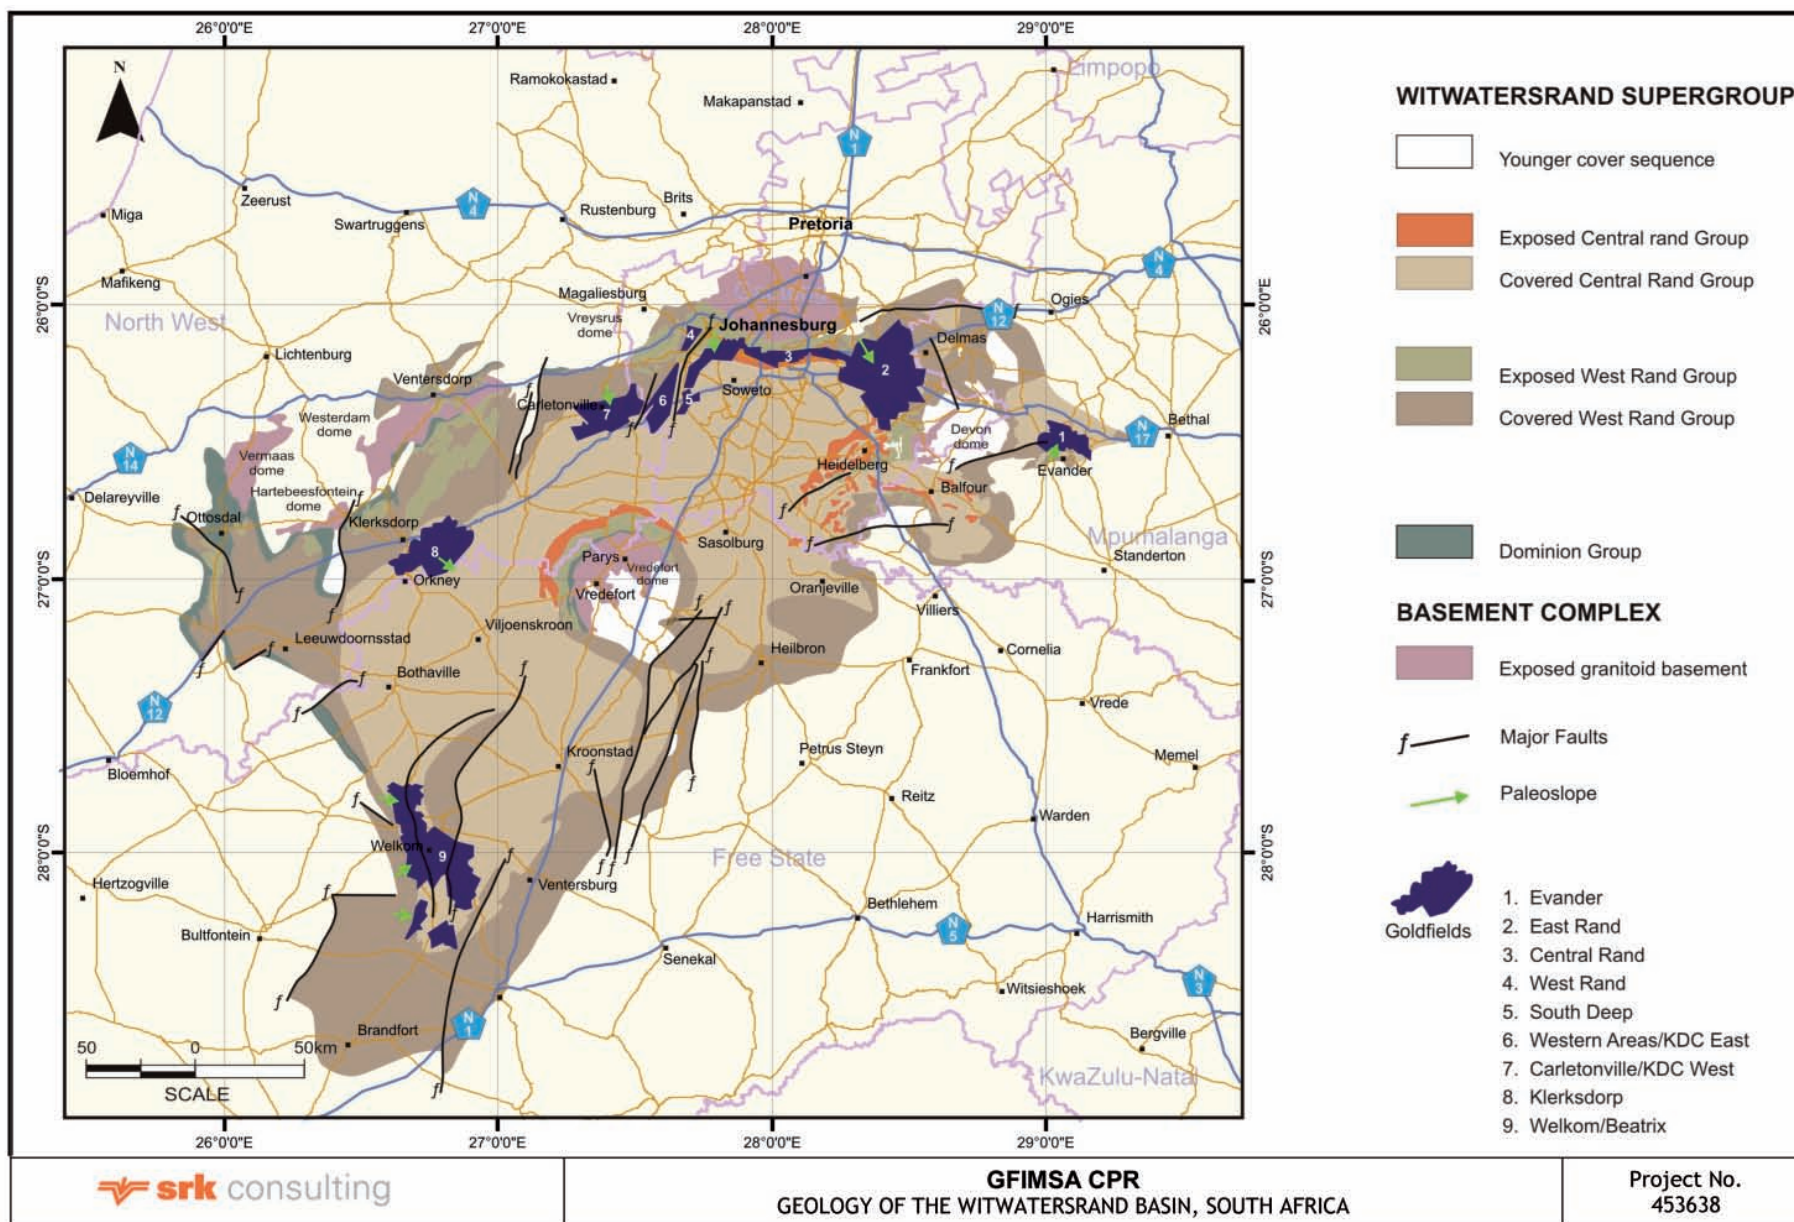 26°0'0"E
27°0'0"E
28°0'0"E
29°0'0"E
N
Ramokokastad
Makapanstad
Limpopo
N
1
Zeerust
Miga
N
4
Swartruggens
Rustenburg
Brits
Pretoria
Mafikeng
N
4
26°0'0"S
Magaliesburg
Vreysrus
dome
Ogies
26°0'0"E
North West
Johannesburg
N
12
Lichtenburg
4
3
Delmas
2
Ventersdorp
Soweto
Carletonville
7
6
5
Westerdam
dome
Devon
dome
1
N
17
Bethal
N
14
Vermaas
dome
Heidelberg
Evander
Delareyville
Hartebeesfontein
dome
Balfour
Ottosdal
Klerksdorp
Mpumalanga
8
Parys
Sasolburg
Standerton
Vredefort
dome
27°0'0"S
Orkney
Vredefort
Oranjeville
27°0'0"S
Villiers
Viljoenskroon
Leeuwdoornsstad
Heilbron
Cornelia
Bothaville
Frankfort
N
12
Vrede
Kroonstad
Petrus Steyn
Memel
Bloemhof
Reitz
Warden
28°0'0"S
Welkom
9
Free State
28°0'0"S
Hertzogville
Ventersburg
Bethlehem
Harrismith
Bultfontein
N
5
Senekal
Witsieshoek
N
3
Brandfort
N
1
Bergville
50
0
50km
SCALE
KwaZulu-Natal
26°0'0"E
27°0'0"E
28°0'0"E
29°0'0"E
WITWATERSRAND SUPERGROUP
Younger cover sequence
Exposed Central rand Group
Covered Central Rand Group
Exposed West Rand Group
Covered West Rand Group
Dominion Group
BASEMENT COMPLEX
Exposed granitoid basement
f Major Faults
Paleoslope
Goldfields
1. Evander
2. East Rand
3. Central Rand
4. West Rand
5. South Deep
6. Western Areas/KDC East
7. Carletonville/KDC West
8. Klerksdorp
9. Welkom/Beatrix
srk consulting
GFIMSA CPR
GEOLOGY OF THE WITWATERSRAND BASIN, SOUTH AFRICA
Project No.
453638